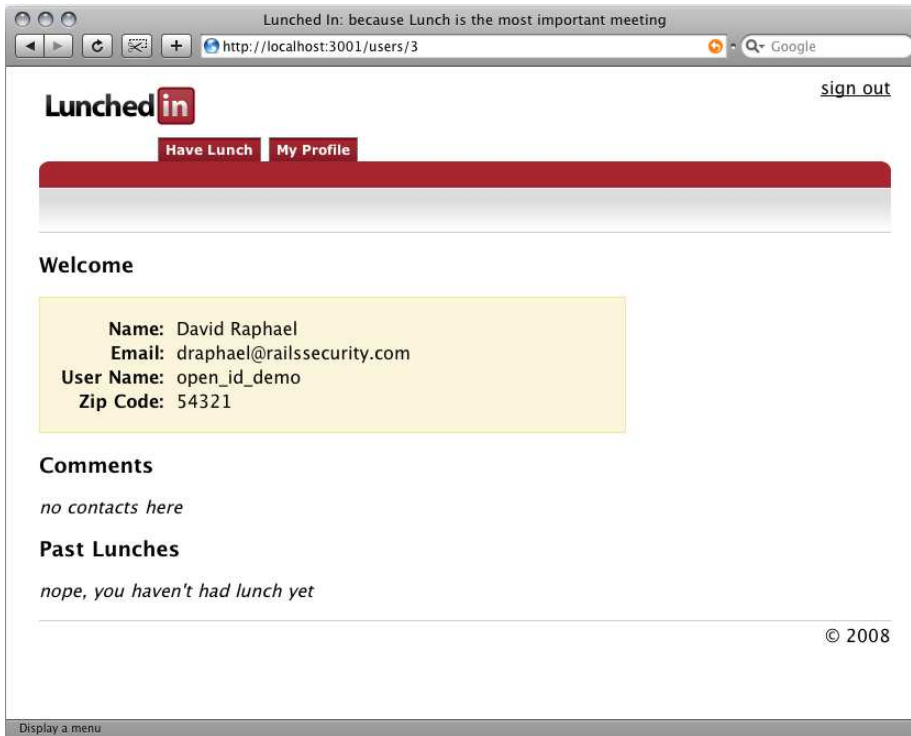 Lunched In: because Lunch is the most important meeting
http://localhost:3001/users/3
Google
sign out
Lunched in
Have Lunch My Profile
Welcome
Name: David Raphael
Email: draphael@railssecurity.com
User Name: open_id_demo
Zip Code: 54321
Comments
no contacts here
Past Lunches
nope, you haven't had lunch yet
© 2008
Display a menu